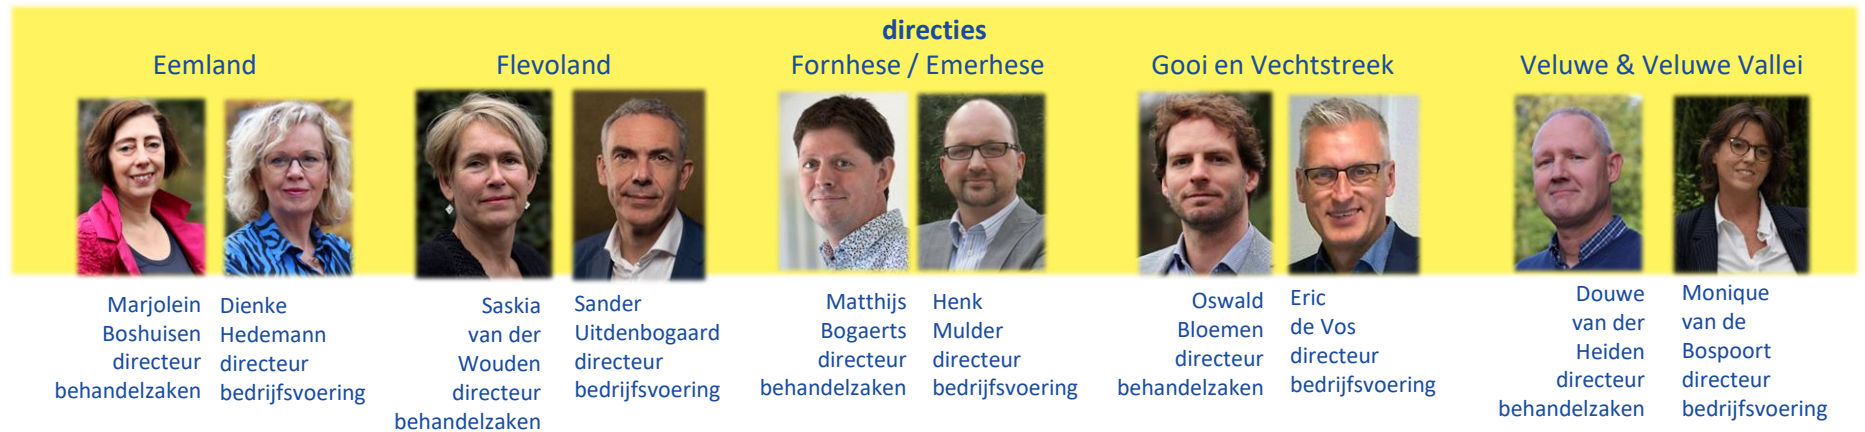 directies
Eemland
Flevoland
Fornhese / Emerhese
Gooi en Vechtstreek
Veluwe & Veluwe Vallei
Marjolein
Boshuisen
directeur
behandelzaken
Dienke
Hedemann
directeur
bedrijfsvoering
Saskia
van der
Wouden
directeur
behandelzaken
Sander
Uitdenbogaard
directeur
bedrijfsvoering
Matthijs
Bogaerts
directeur
behandelzaken
Henk
Mulder
directeur
bedrijfsvoering
Oswald
Bloemen
directeur
behandelzaken
Eric
de Vos
directeur
bedrijfsvoering
Douwe
van der
Heiden
directeur
behandelzaken
Monique
van de
Bospoort
directeur
bedrijfsvoering